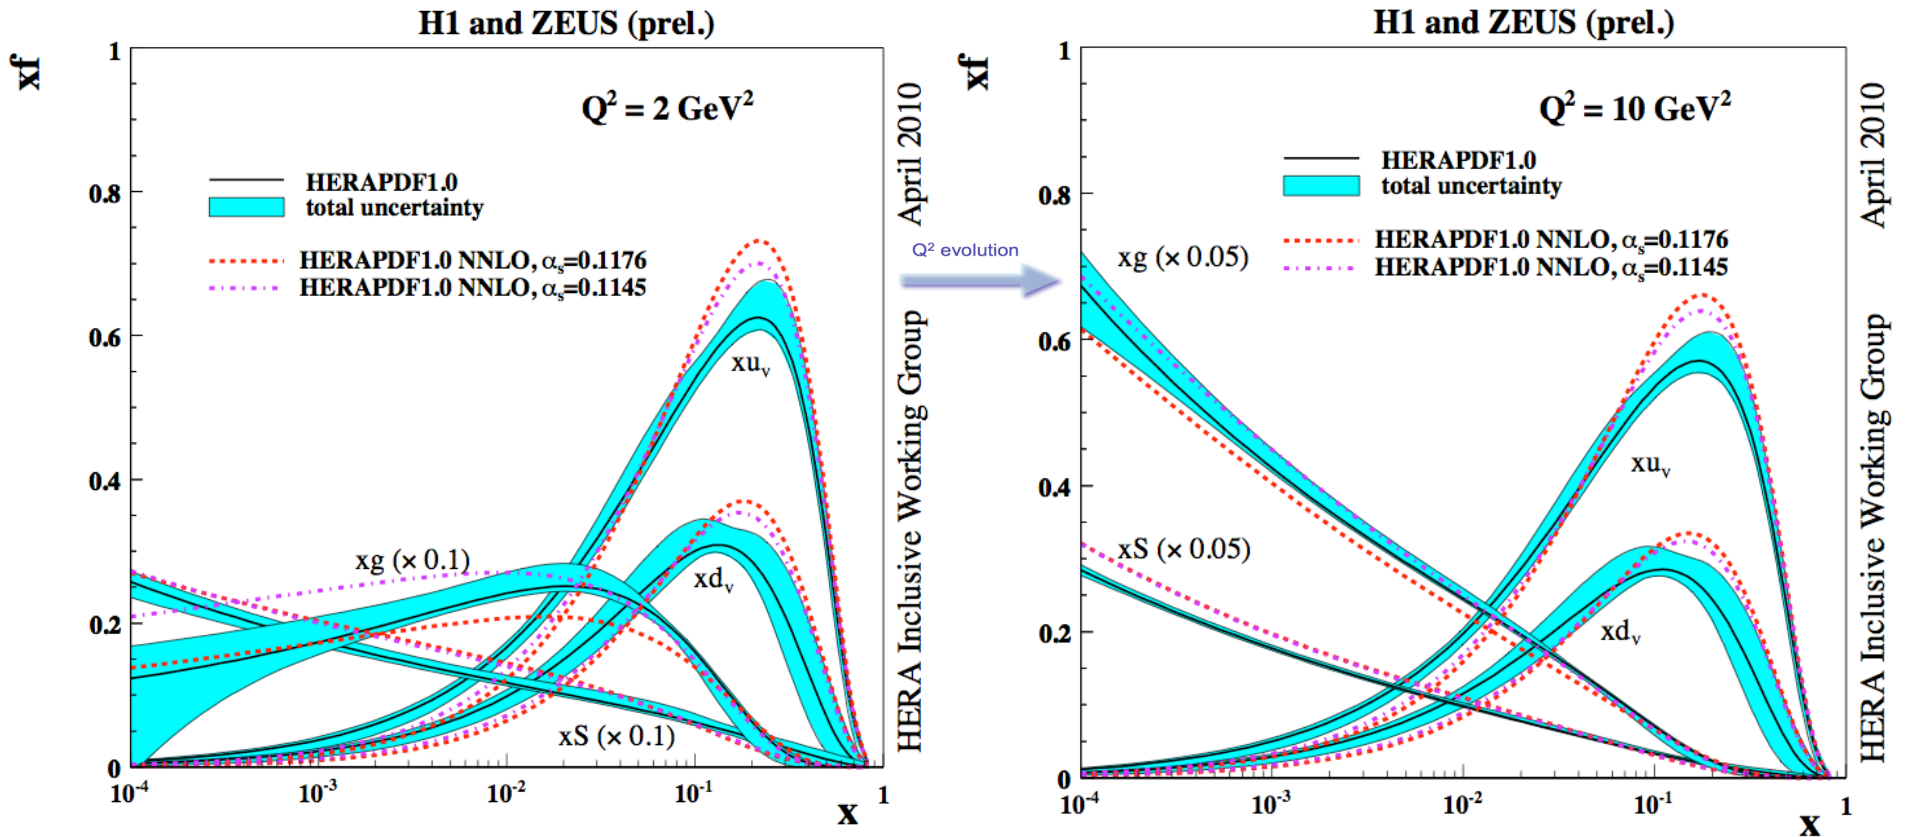 H1 and ZEUS (prel.)
xf
1
0.8
0.6
0.4
0.2
0
Q² = 2 GeV²
HERAPDF1.0
total uncertainty
HERAPDF1.0 NNLO, αs=0.1176
HERAPDF1.0 NNLO, αs=0.1145
xuv
xg (× 0.1)
xdv
xS (× 0.1)
10⁻⁴
10⁻³
10⁻²
10⁻¹
1
x
HERA Inclusive Working Group April 2010
Q² evolution
H1 and ZEUS (prel.)
xf
1
0.8
0.6
0.4
0.2
0
Q² = 10 GeV²
HERAPDF1.0
total uncertainty
HERAPDF1.0 NNLO, αs=0.1176
HERAPDF1.0 NNLO, αs=0.1145
xg (× 0.05)
xuv
xS (× 0.05)
xdv
10⁻⁴
10⁻³
10⁻²
10⁻¹
1
x
HERA Inclusive Working Group April 2010